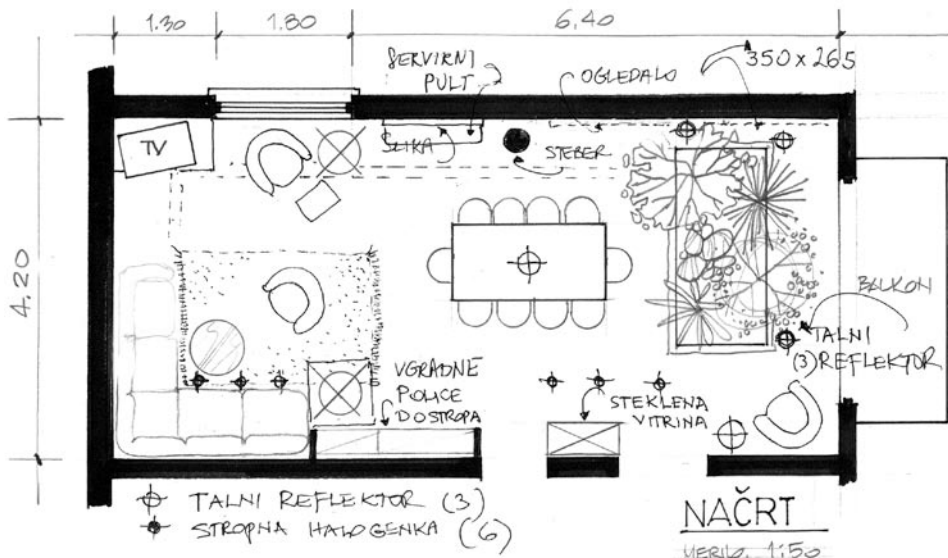 1.30
1.80
6.40
SERVIRNI
PULT
OGLEDALO
350 x 265
TV
SLIKA
STEBER
4.20
BALKON
TALNI
(3) REFLEKTOR
VGRADNE
POLICE
DO STROPA
STEKLENA
VITRINA
TALNI REFLEKTOR (3)
STROPNA HALOGENKA (6)
NAČRT
MERILO. 1:50